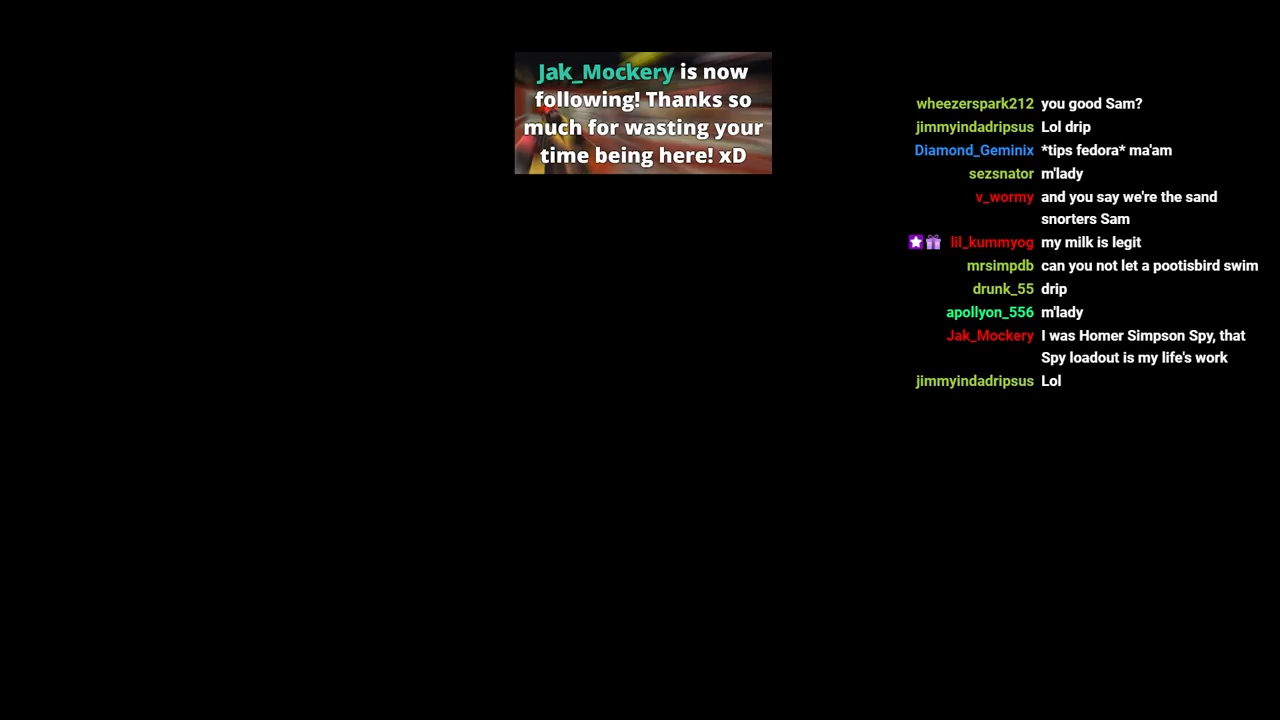 Jak_Mockery is now
following! Thanks so
much for wasting your
time being here! xD
wheezerspark212 you good Sam?
jimmyindadripsus Lol drip
Diamond_Geminix *tips fedora* ma'am
sezsnator m'lady
v_wormy and you say we're the sand
snorters Sam
lil_kummyog my milk is legit
mrsimpdb can you not let a pootisbird swim
drunk_55 drip
apollyon_556 m'lady
Jak_Mockery I was Homer Simpson Spy, that
Spy loadout is my life's work
jimmyindadripsus Lol